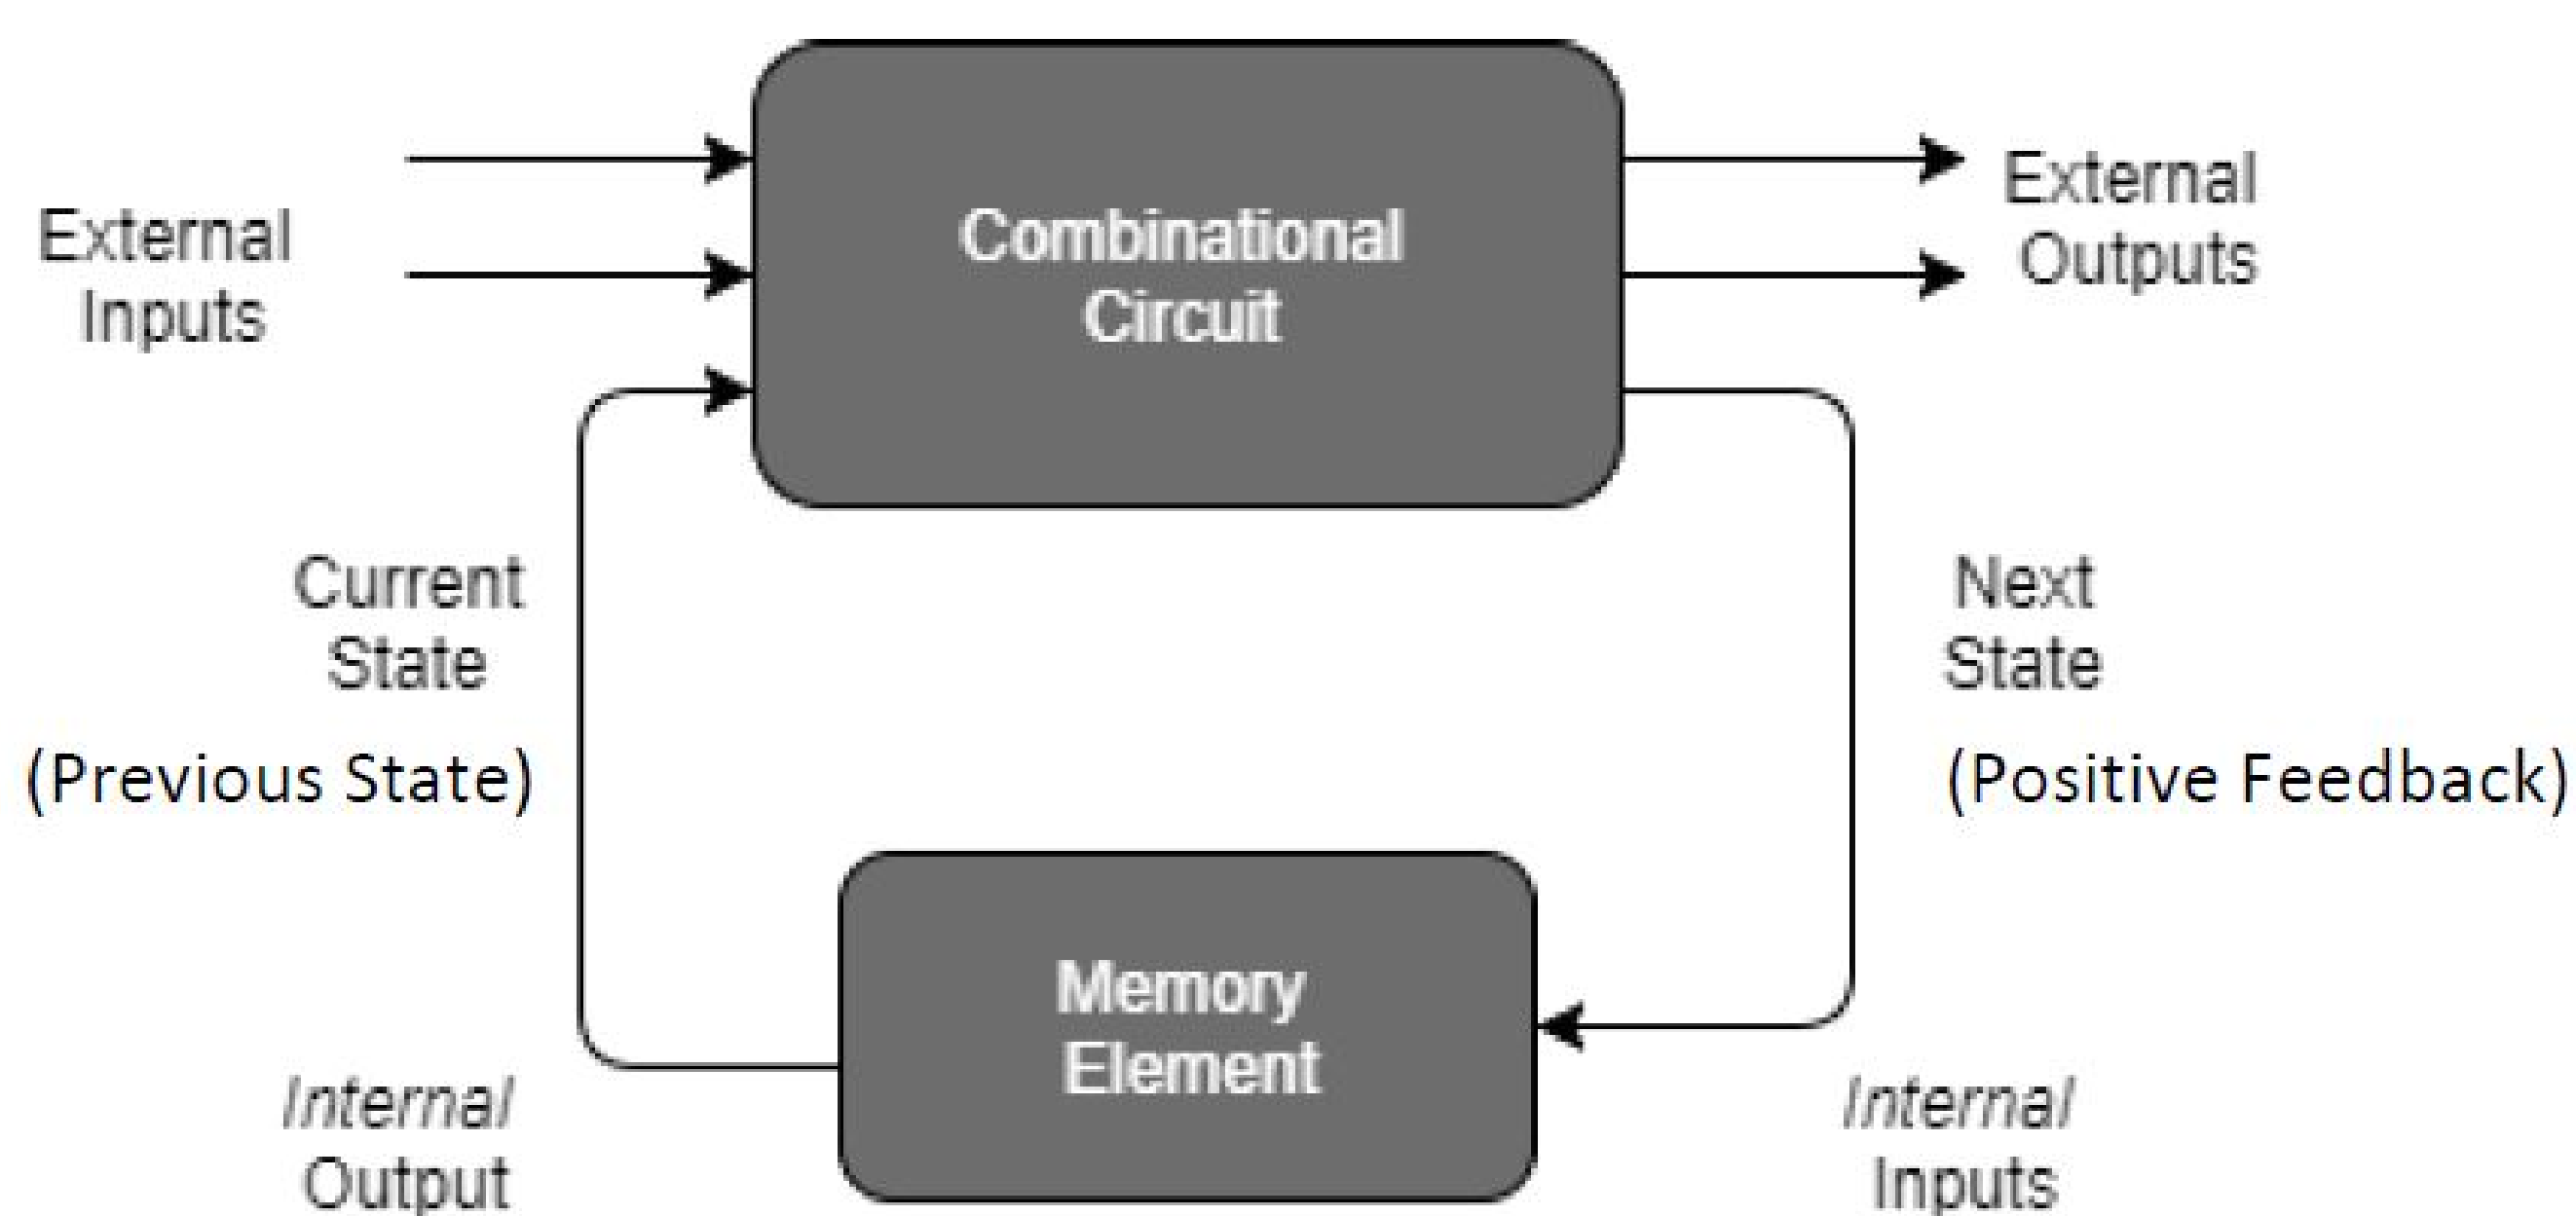 External
Inputs
Combinational
Circuit
External
Outputs
Current
State
(Previous State)
Next
State
(Positive Feedback)
Memory
Element
Internal
Output
Internal
Inputs